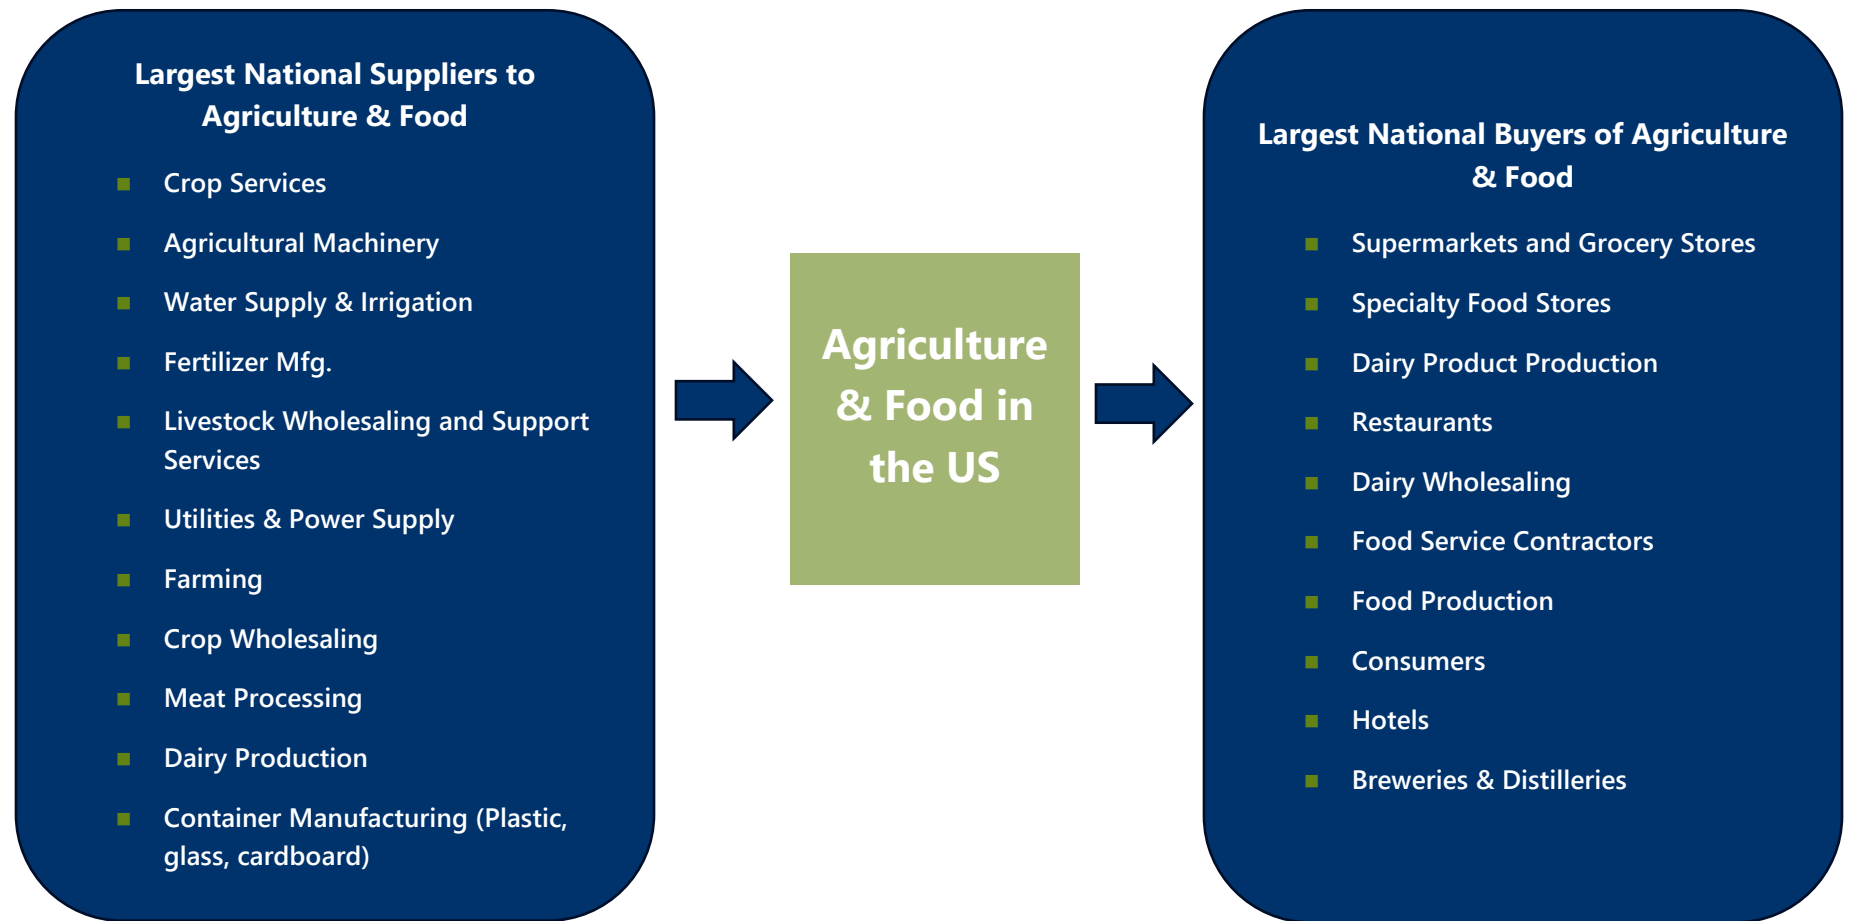 Largest National Suppliers to
Agriculture & Food
Crop Services
Agricultural Machinery
Water Supply & Irrigation
Fertilizer Mfg.
Livestock Wholesaling and Support
Services
Utilities & Power Supply
Farming
Crop Wholesaling
Meat Processing
Dairy Production
Container Manufacturing (Plastic,
glass, cardboard)
Agriculture
& Food in
the US
Largest National Buyers of Agriculture
& Food
Supermarkets and Grocery Stores
Specialty Food Stores
Dairy Product Production
Restaurants
Dairy Wholesaling
Food Service Contractors
Food Production
Consumers
Hotels
Breweries & Distilleries